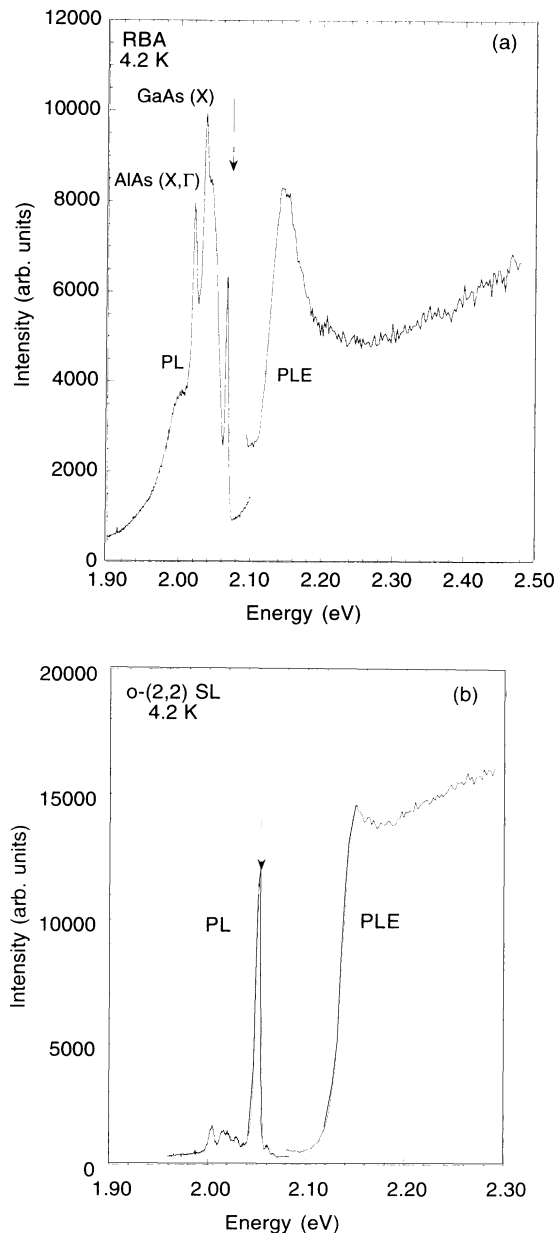 12000
RBA
4.2 K
(a)
GaAs (X)
10000
AlAs (X,Γ)
8000
6000
PL
PLE
4000
2000
0
Intensity (arb. units)
1.90 2.00 2.10 2.20 2.30 2.40 2.50
Energy (eV)
20000
o-(2,2) SL
4.2 K
(b)
15000
PL
PLE
10000
5000
0
Intensity (arb. units)
1.90 2.00 2.10 2.20 2.30
Energy (eV)